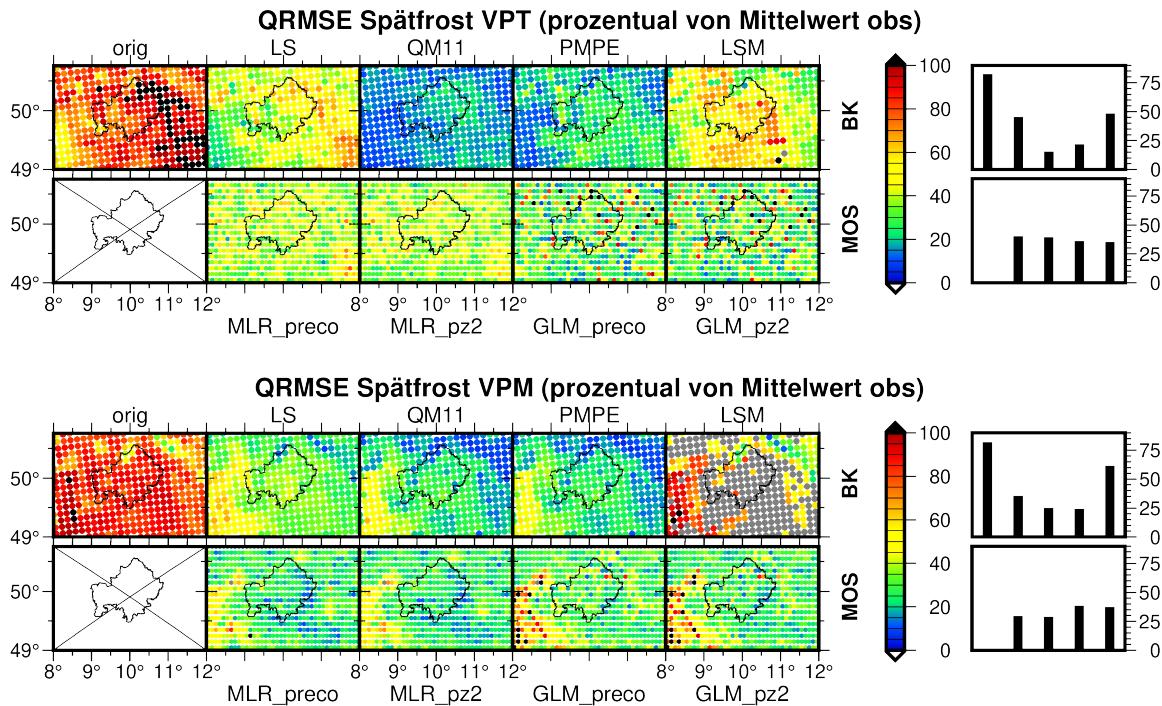 QRMSE Spätfrost VPT (prozentual von Mittelwert obs)
orig LS QM11 PMPE LSM
50° 49° BK 100 80 60 40 20 0 75 50 25 0
50° 49° MOS 75 50 25 0
8° 9° 10° 11° 12° 9° 10° 11° 12° 9° 10° 11° 12°
MLR_preco MLR_pz2 GLM_preco GLM_pz2
QRMSE Spätfrost VPM (prozentual von Mittelwert obs)
orig LS QM11 PMPE LSM
50° 49° BK 100 80 60 40 20 0 75 50 25 0
50° 49° MOS 75 50 25 0
8° 9° 10° 11° 12° 9° 10° 11° 12° 9° 10° 11° 12°
MLR_preco MLR_pz2 GLM_preco GLM_pz2